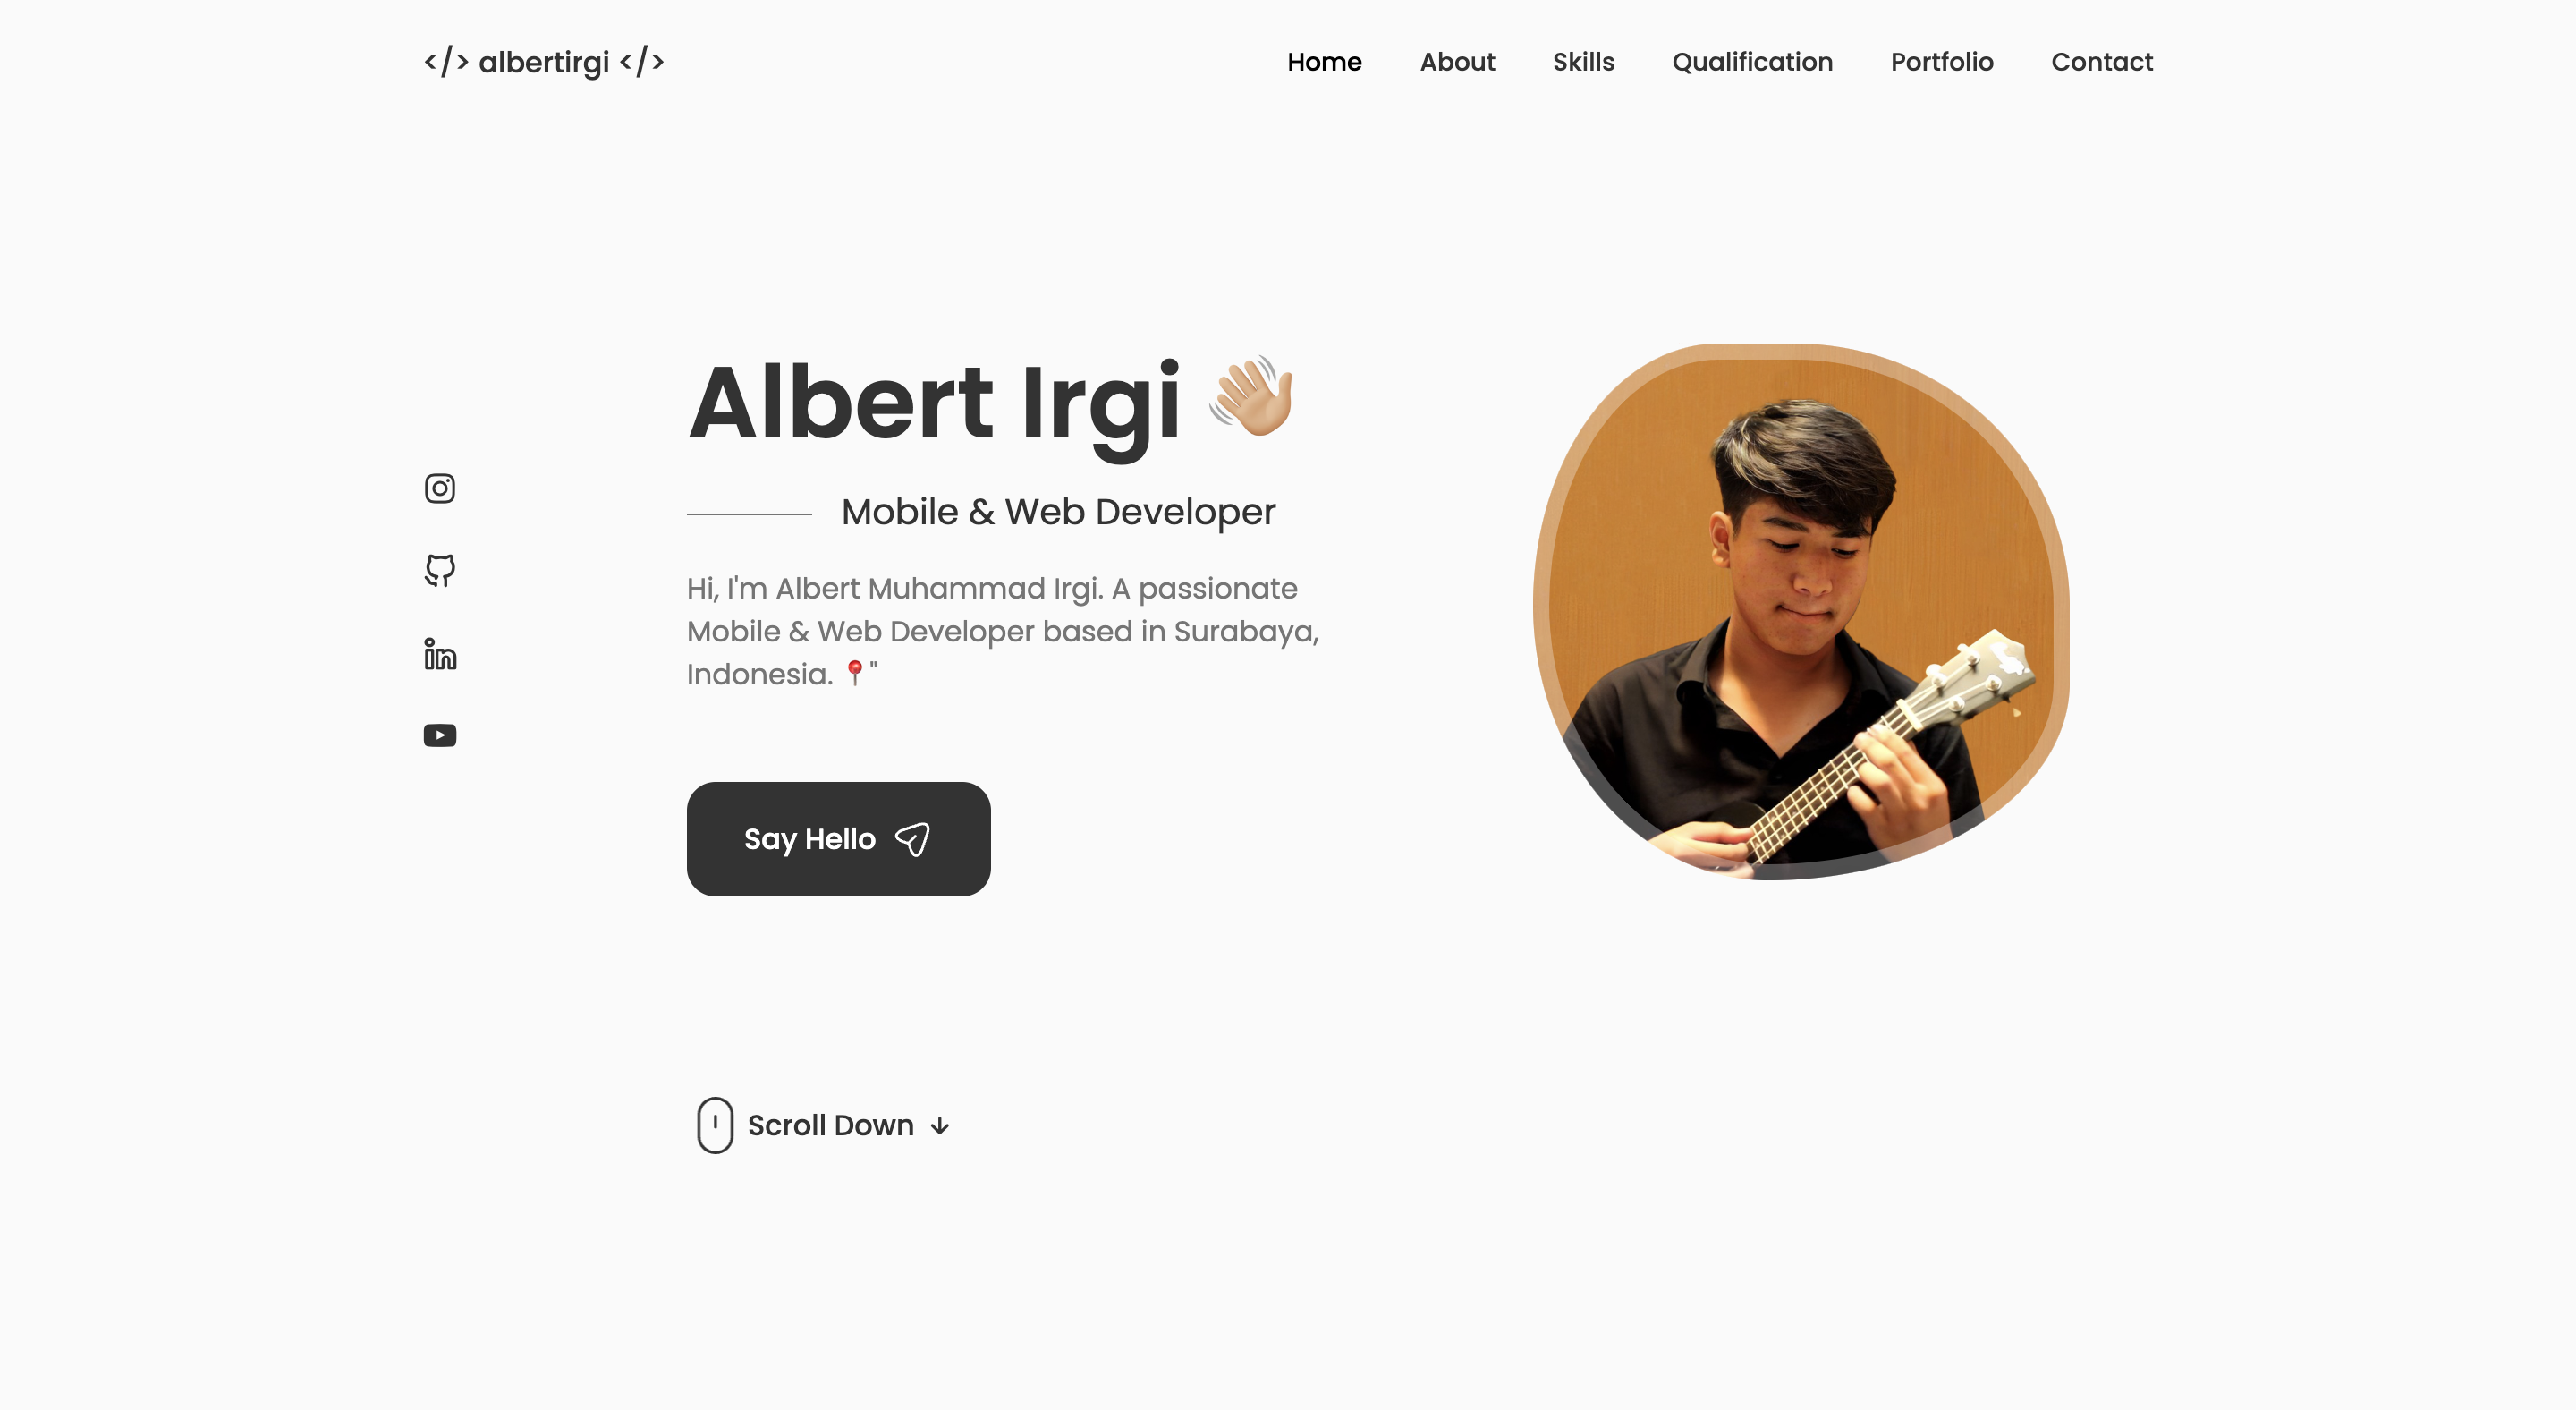 </> albertirgi </>
Home About Skills Qualification Portfolio Contact
Albert Irgi 👋🏼
Mobile & Web Developer
Hi, I'm Albert Muhammad Irgi. A passionate
Mobile & Web Developer based in Surabaya,
Indonesia. 📍"
Say Hello
Scroll Down